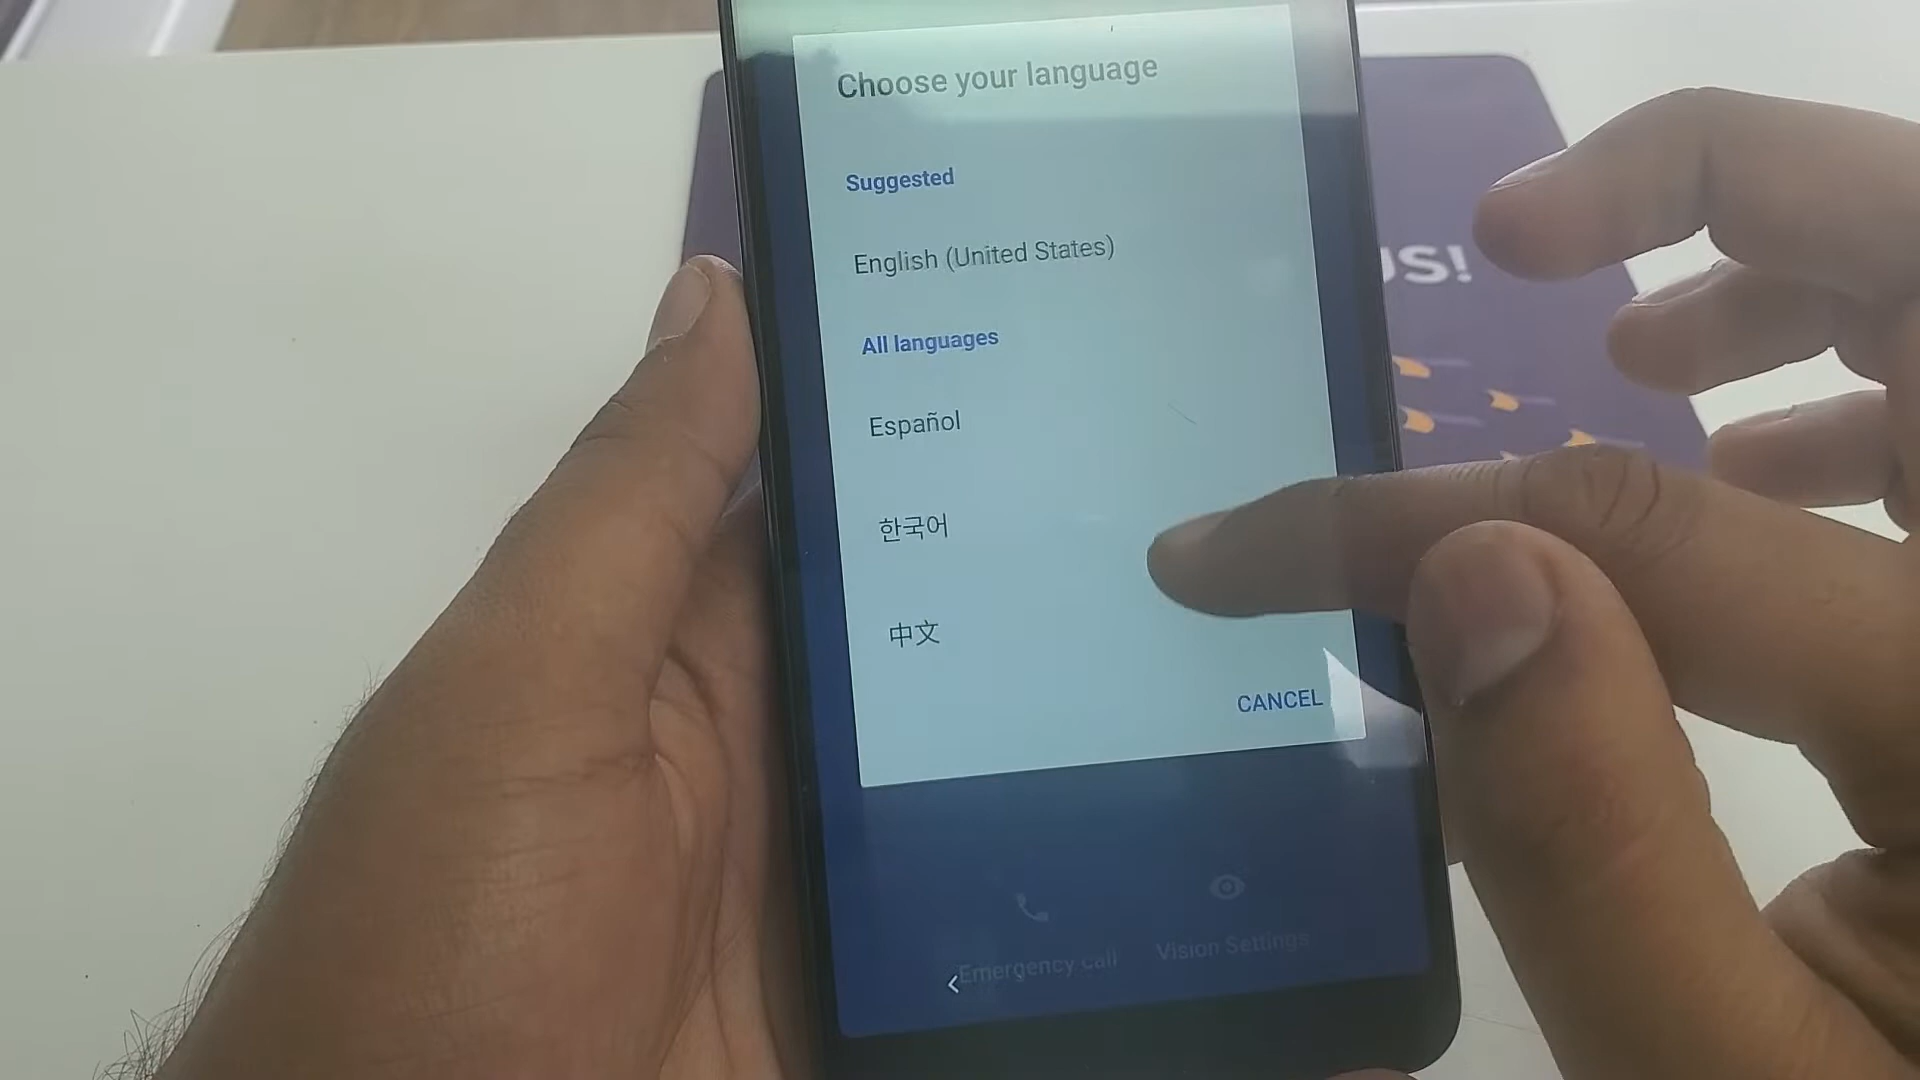 Choose your language
Suggested
English (United States)
All languages
Español
한국어
中文
CANCEL
Emergency call
Vision Settings
US!